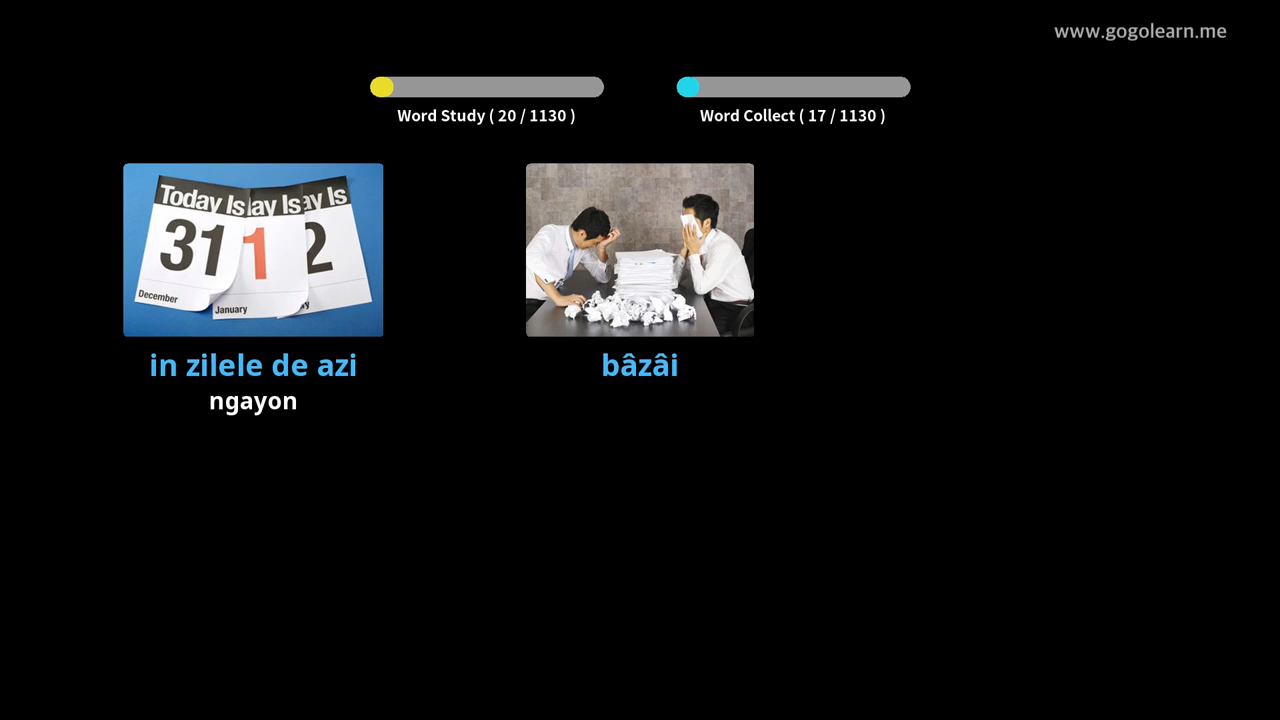 www.gogolearn.me
Word Study ( 20 / 1130 )
Word Collect ( 17 / 1130 )
Today Is
ay Is
ay Is
31
1
2
December
January
in zilele de azi
bâzâi
ngayon